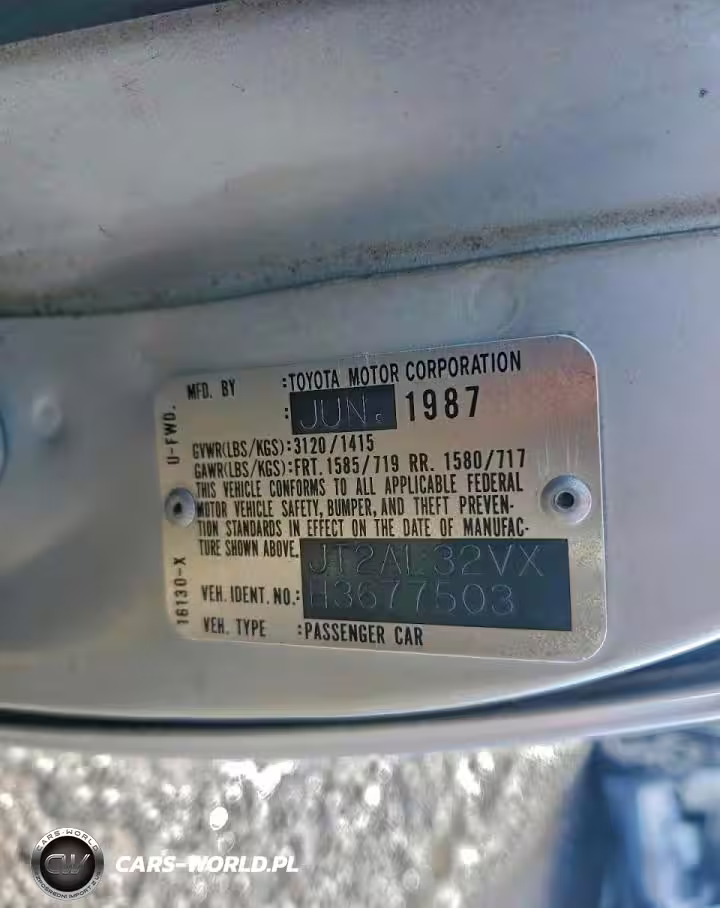 MFD. BY :TOYOTA MOTOR CORPORATION
: JUN. 1987
GVWR(LBS/KGS):3120/1415
GAWR(LBS/KGS):FRT. 1585/719 RR. 1580/717
THIS VEHICLE CONFORMS TO ALL APPLICABLE FEDERAL
MOTOR VEHICLE SAFETY, BUMPER, AND THEFT PREVEN-
TION STANDARDS IN EFFECT ON THE DATE OF MANUFAC-
TURE SHOWN ABOVE.
JT2AL32VX
VEH. IDENT. NO.: H3677503
VEH. TYPE :PASSENGER CAR
U-FWD.
16130-X
CARS-WORLD
CW
CARS-WORLD.PL